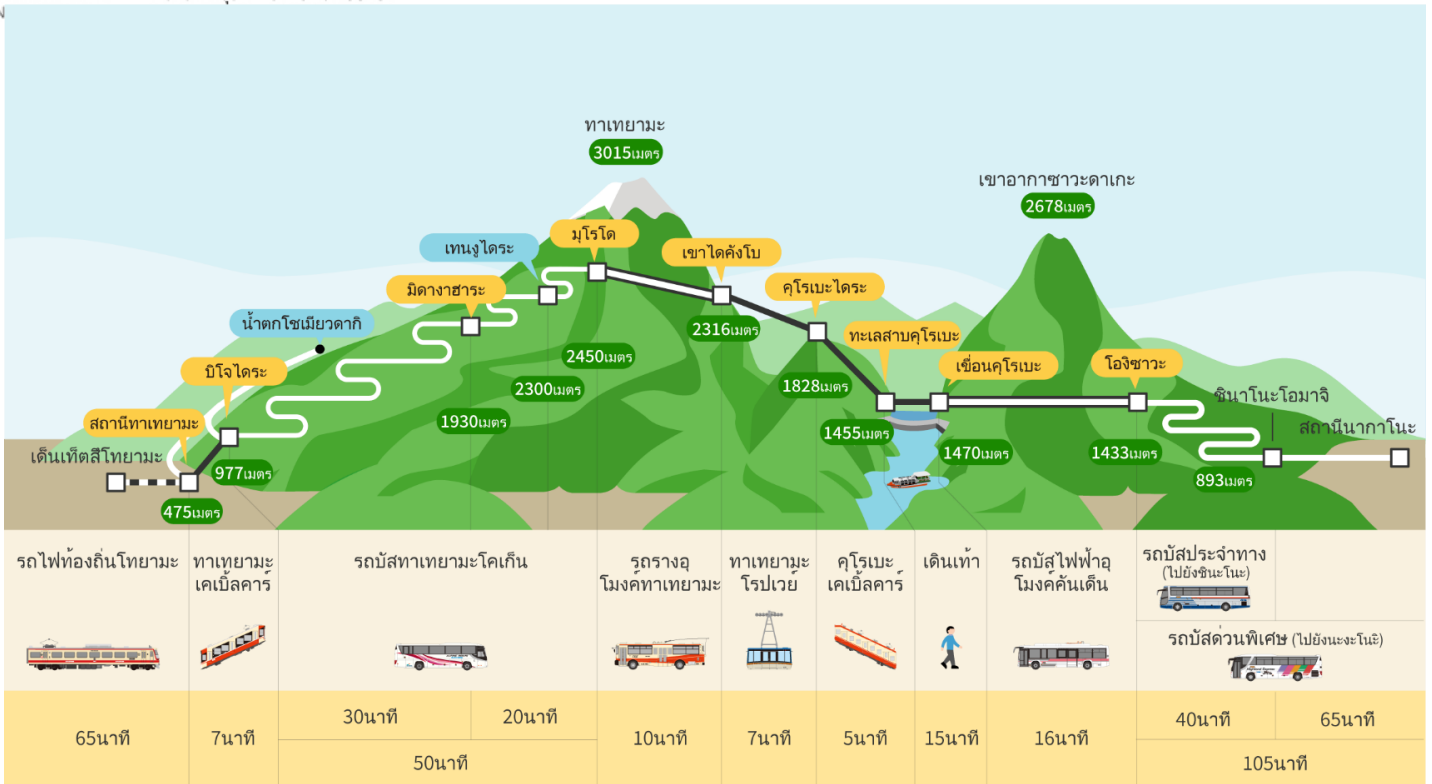 ทาเทยามะ
3015เมตร
เขาอากาซาวะดาเกะ
2678เมตร
มุโรโด
เทนงูไดระ
เขาไดคังโบ
มิดางาฮาระ
คุโรเบะไดระ
น้ำตกโชเมียวดากิ
2316เมตร
ทะเลสาบคุโรเบะ
2450เมตร
บิโจไดระ
เขื่อนคุโรเบะ
โองิซาวะ
2300เมตร
1828เมตร
ชินาโนะโอมาจิ
สถานีทาเทยามะ
1930เมตร
1455เมตร
สถานีนากาโนะ
เด็นเท็ตสึโทยามะ
977เมตร
1470เมตร
1433เมตร
893เมตร
475เมตร
รถไฟท้องถิ่นโทยามะ
ทาเทยามะ
เคเบิ้ลคาร์
รถบัสทาเทยามะโคเก็น
รถรางอุ
โมงค์ทาเทยามะ
ทาเทยามะ
โรปเวย์
คุโรเบะ
เคเบิ้ลคาร์
เดินเท้า
รถบัสไฟฟ้าอุ
โมงค์คันเด็น
รถบัสประจำทาง
(ไปยังชินะโนะ)
รถบัสด่วนพิเศษ (ไปยังนะงะโนะ)
65นาที
7นาที
30นาที
20นาที
50นาที
10นาที
7นาที
5นาที
15นาที
16นาที
40นาที
65นาที
105นาที